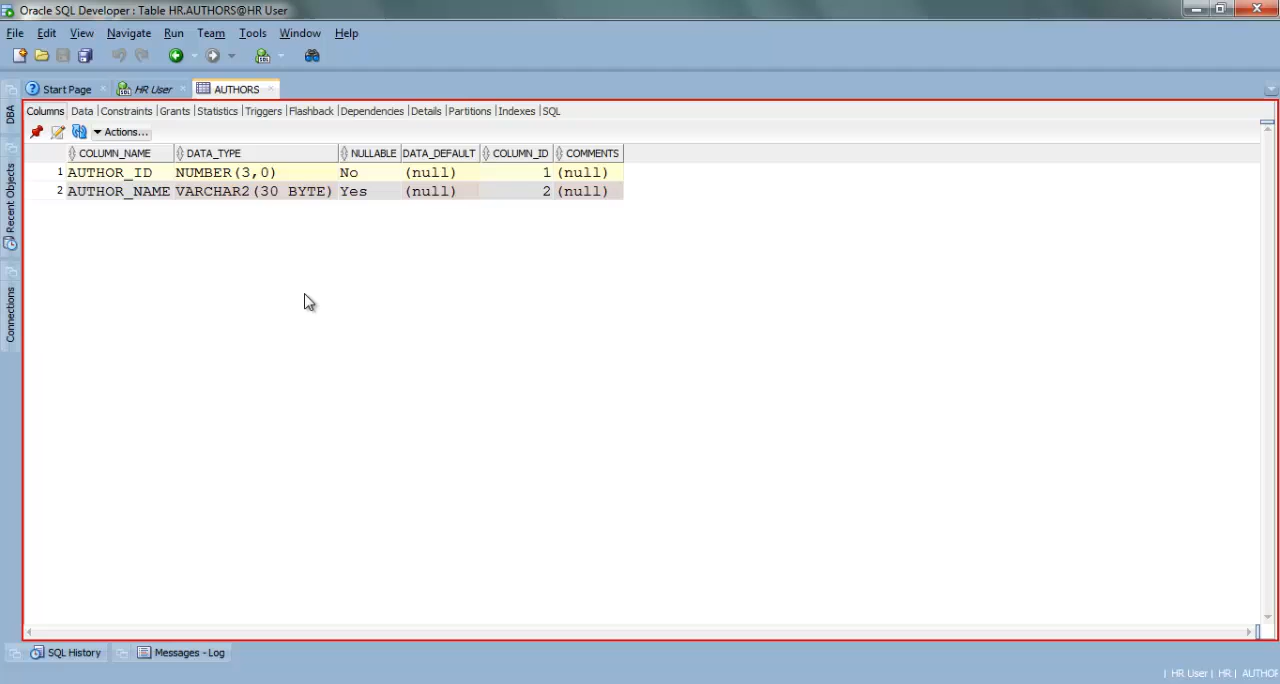 Oracle SQL Developer : Table HR.AUTHORS@HR User
File Edit View Navigate Run Team Tools Window Help
Start Page HR User AUTHORS
DBA
Recent Objects
Connections
Columns Data Constraints Grants Statistics Triggers Flashback Dependencies Details Partitions Indexes SQL
Actions...
COLUMN_NAME DATA_TYPE NULLABLE DATA_DEFAULT COLUMN_ID COMMENTS
1 AUTHOR_ID NUMBER(3,0) No (null) 1 (null)
2 AUTHOR_NAME VARCHAR2(30 BYTE) Yes (null) 2 (null)
SQL History Messages - Log
| HR User | HR | AUTHOR